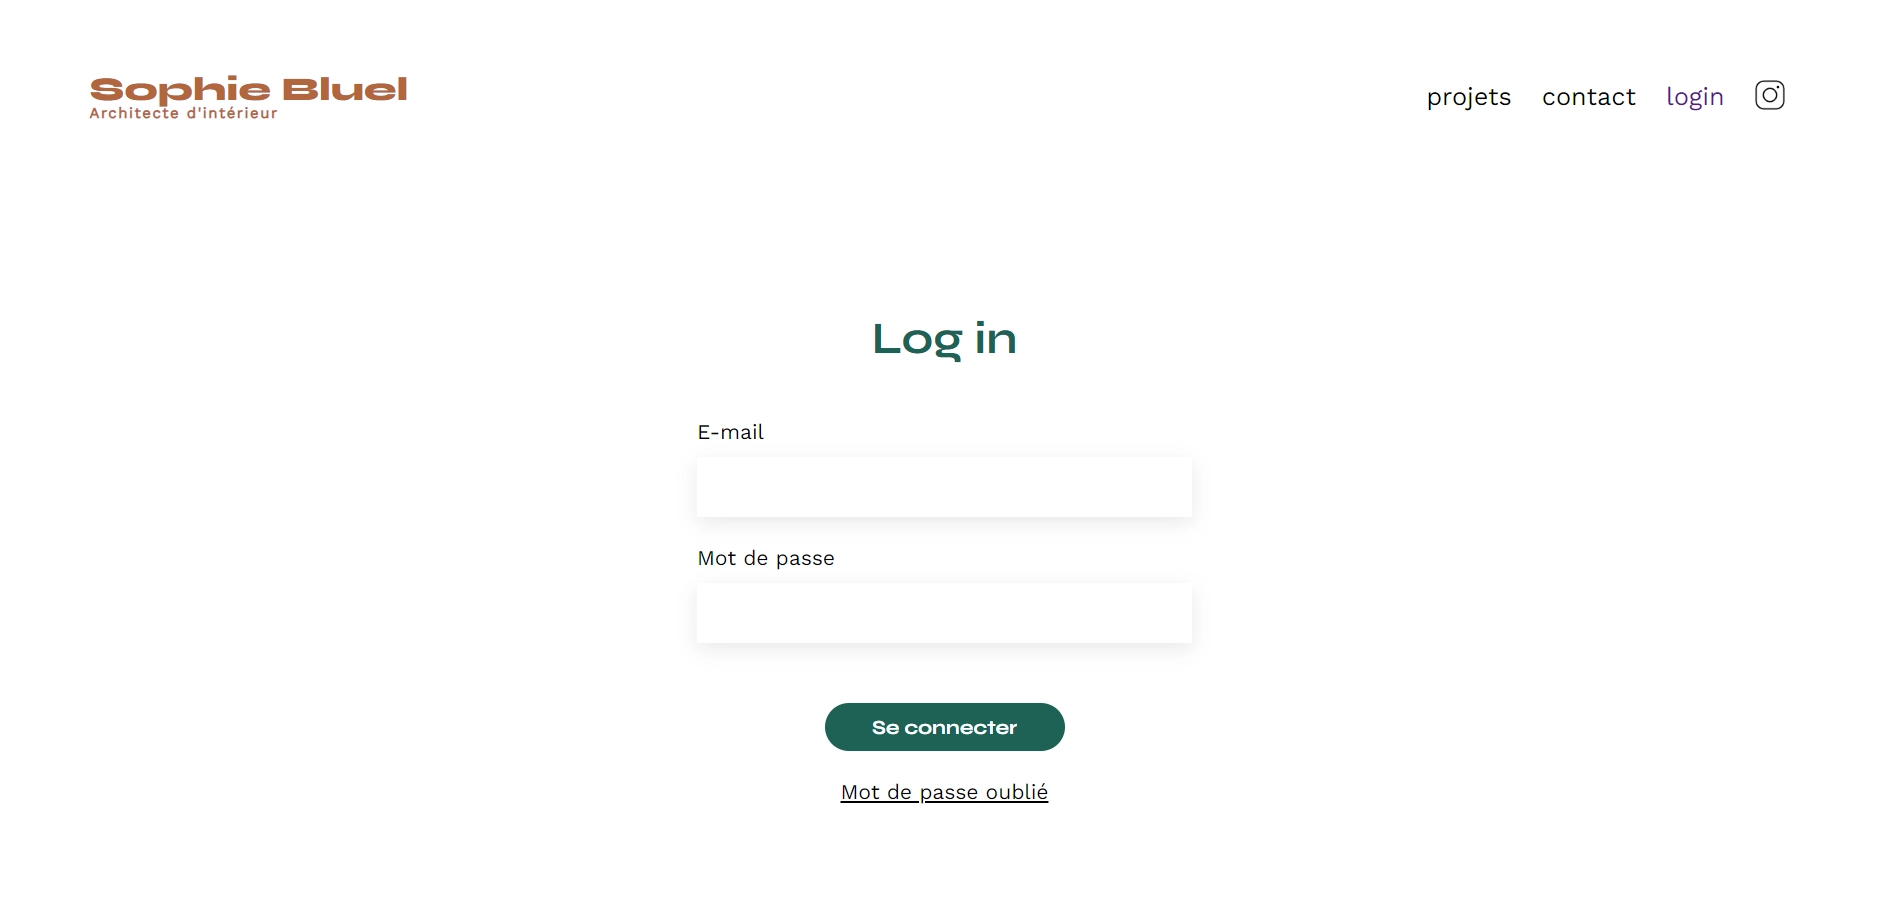 Sophie Bluel
Architecte d'intérieur
projets contact login
Log in
E-mail
Mot de passe
Se connecter
Mot de passe oublié